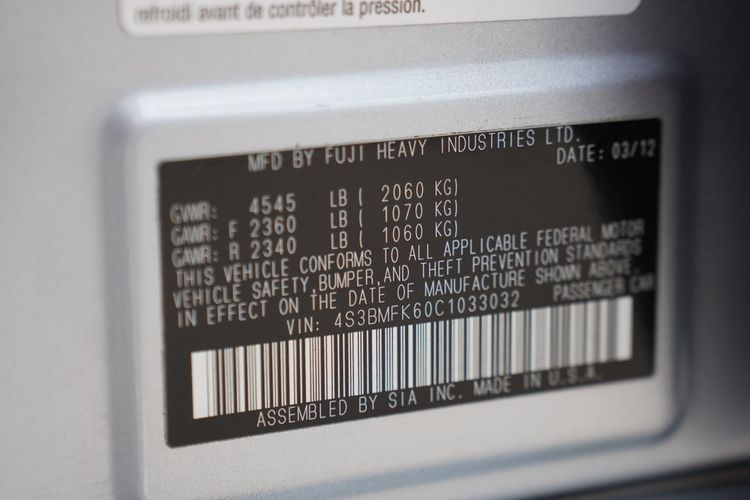 refroidi avant de contrôler la pression.
MFD BY FUJI HEAVY INDUSTRIES LTD.
DATE: 03/12
GVWR: 4545 LB ( 2060 KG)
GAWR: F 2360 LB ( 1070 KG)
GAWR: R 2340 LB ( 1060 KG)
THIS VEHICLE CONFORMS TO ALL APPLICABLE FEDERAL MOTOR
VEHICLE SAFETY, BUMPER, AND THEFT PREVENTION STANDARDS
IN EFFECT ON THE DATE OF MANUFACTURE SHOWN ABOVE.
VIN: 4S3BMFK60C1033032 PASSENGER CAR
ASSEMBLED BY SIA INC. MADE IN U.S.A.